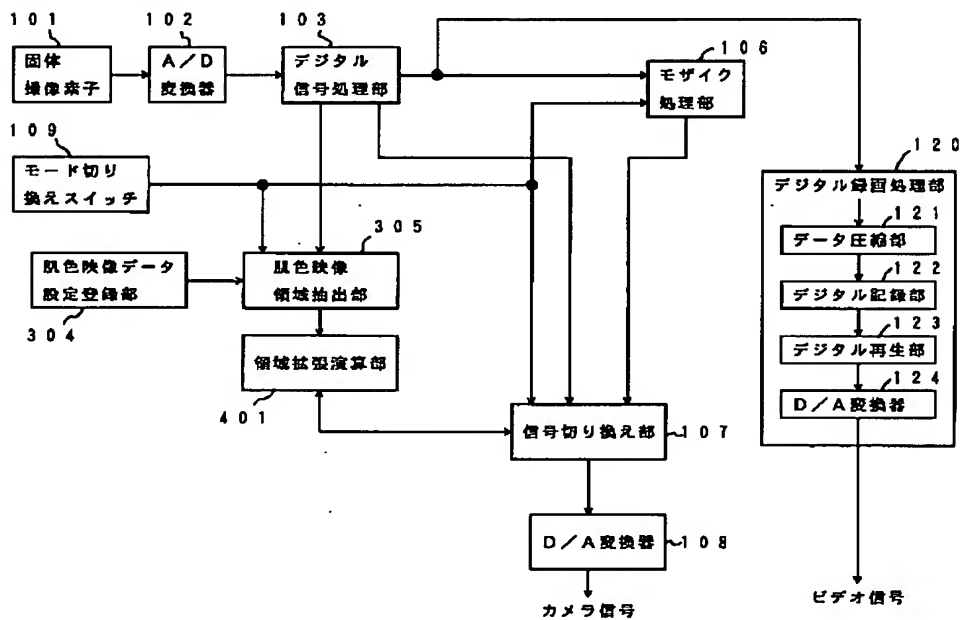 101
固体
撮像素子
102
A/D
変換器
103
デジタル
信号処理部
106
モザイク
処理部
109
モード切り
換えスイッチ
120
デジタル録画処理部
121
データ圧縮部
122
デジタル記録部
123
デジタル再生部
124
D/A変換器
305
肌色映像
領域抽出部
肌色映像データ
設定登録部
304
領域拡張演算部
401
信号切り換え部
107
D/A変換器
108
カメラ信号
ビデオ信号